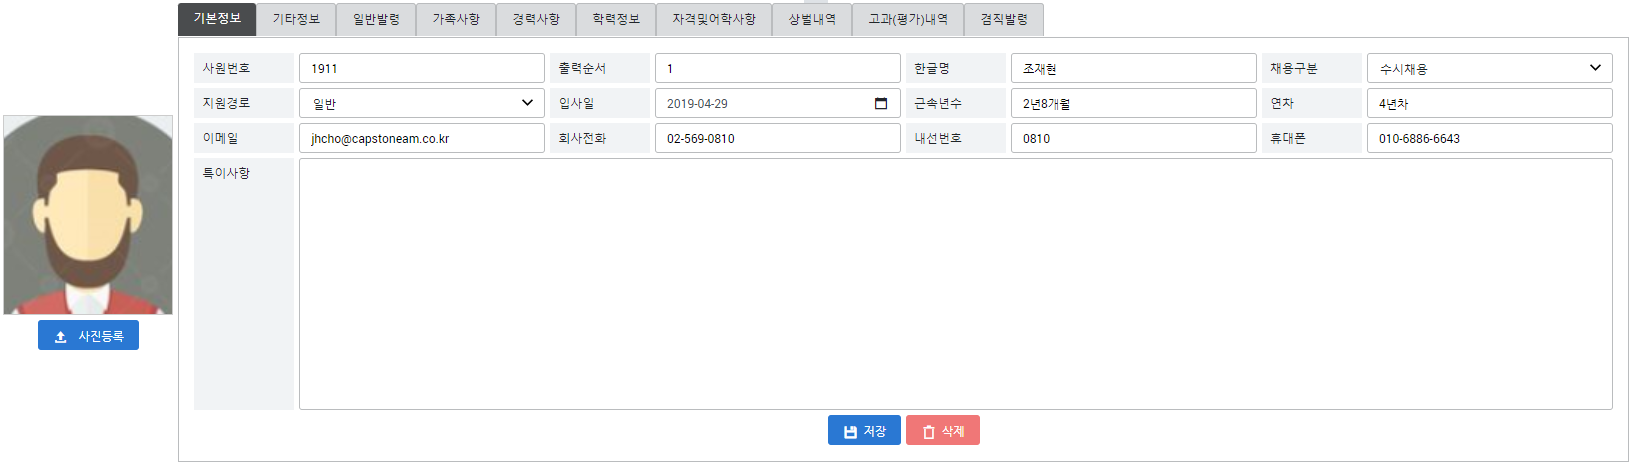 기본정보 기타정보 일반발령 가족사항 경력사항 학력정보 자격및어학사항 상벌내역 고과(평가)내역 겸직발령
사원번호 1911 출력순서 1 한글명 조재현 채용구분 수시채용
지원경로 일반 입사일 2019-04-29 근속년수 2년8개월 연차 4년차
이메일 jhcho@capstoneam.co.kr 회사전화 02-569-0810 내선번호 0810 휴대폰 010-6886-6643
특이사항
사진등록
저장 삭제